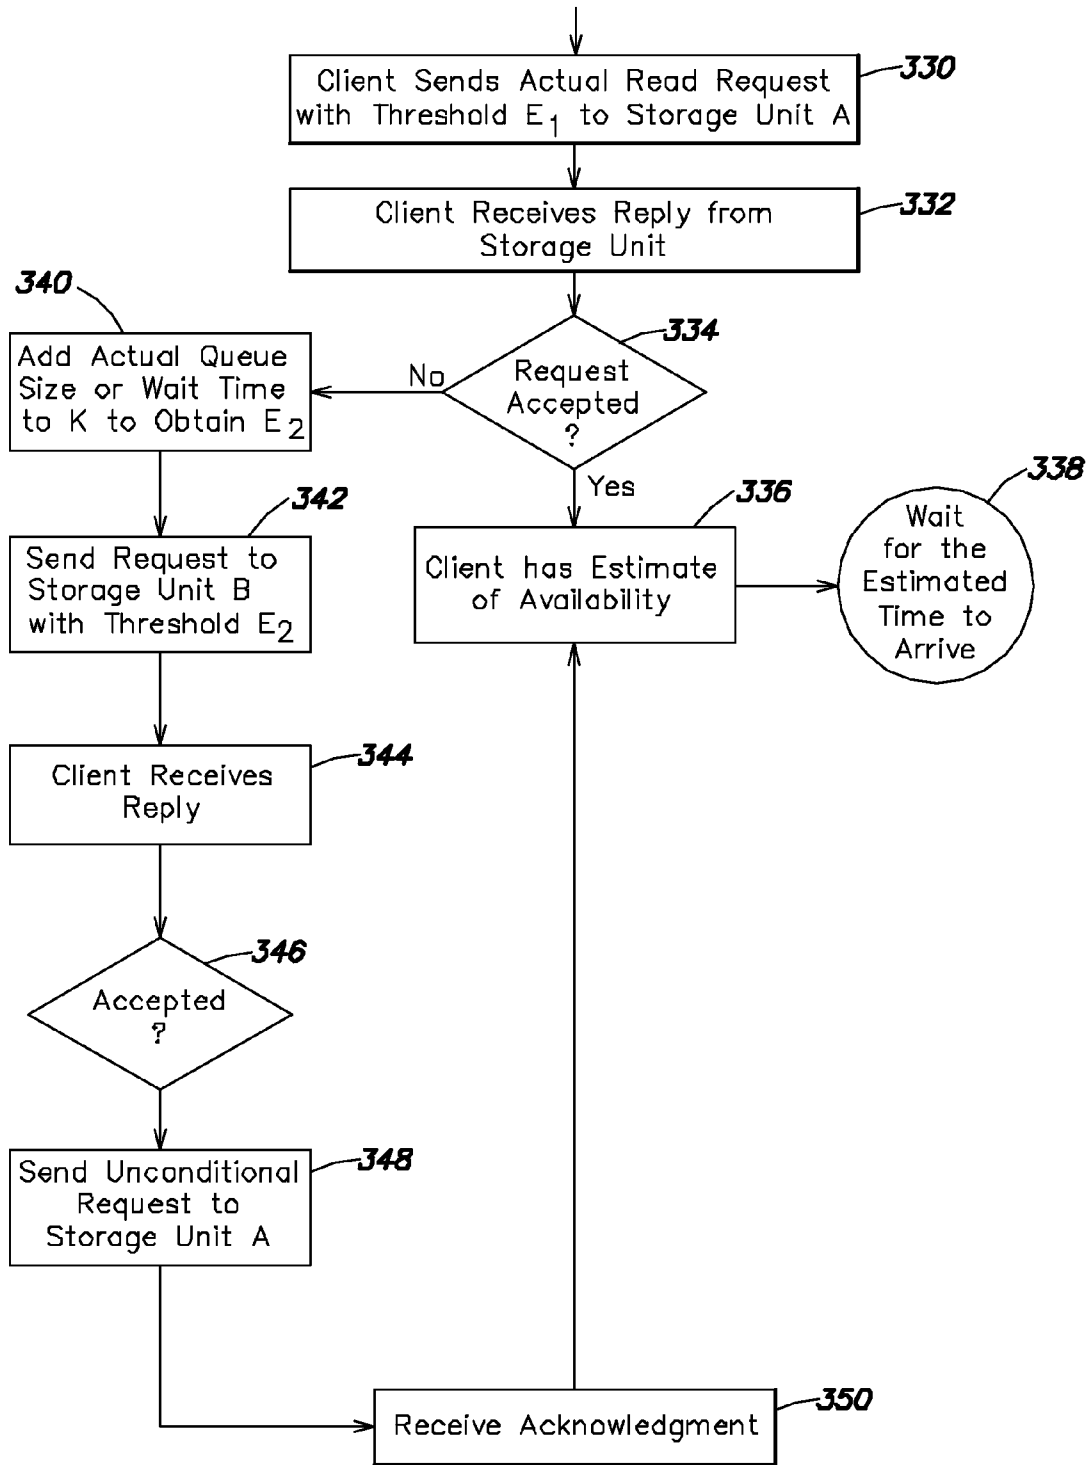 Client Sends Actual Read Request
with Threshold E1 to Storage Unit A
330
Client Receives Reply from
Storage Unit
332
334
Request
Accepted
?
No
Yes
340
Add Actual Queue
Size or Wait Time
to K to Obtain E2
342
Send Request to
Storage Unit B
with Threshold E2
336
Client has Estimate
of Availability
338
Wait
for the
Estimated
Time to
Arrive
344
Client Receives
Reply
346
Accepted
?
348
Send Unconditional
Request to
Storage Unit A
350
Receive Acknowledgment